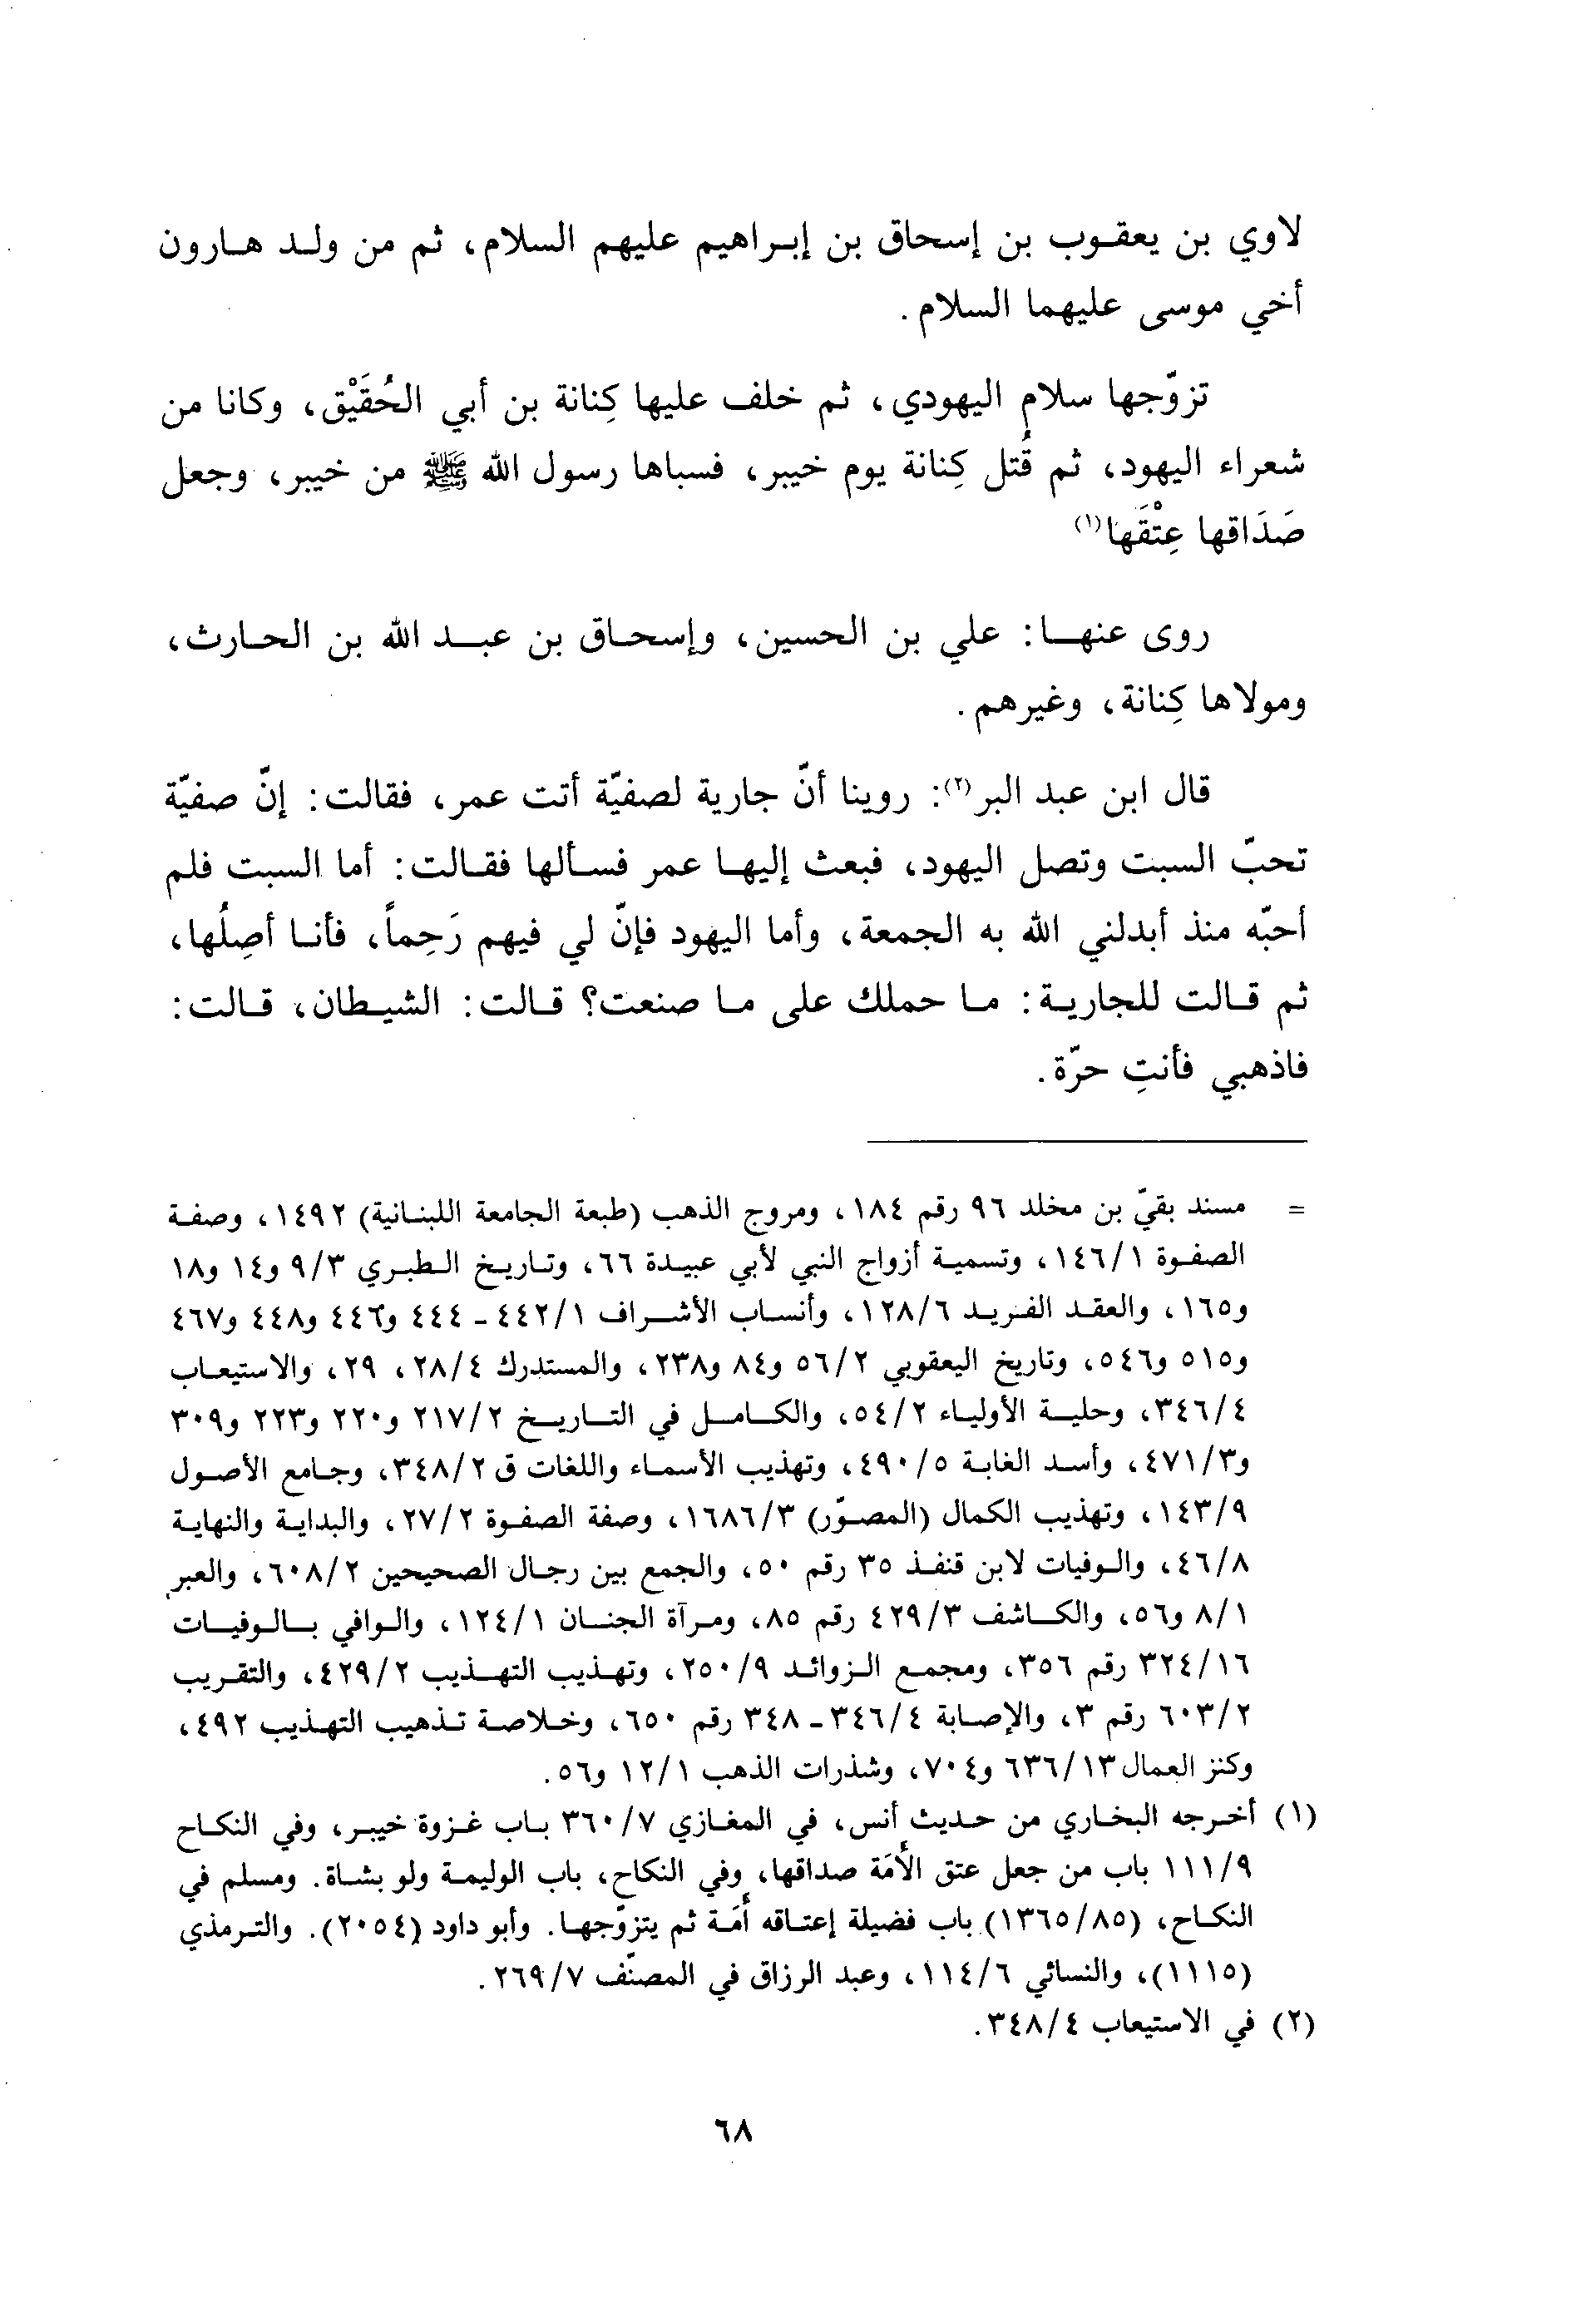 لاوي بن يعقوب بن إسحاق بن إبراهيم عليهم السلام، ثم من ولد هارون
أخي موسى عليهما السلام.
تزوّجها سلام اليهودي، ثم خلف عليها كِنانة بن أبي الحُقَيْق، وكانا من
شعراء اليهود، ثم قُتل كِنانة يوم خيبر، فسباها رسول الله ﷺ من خيبر، وجعل
صَدَاقها عِتْقَها(١)
روى عنها: علي بن الحسين، وإسحاق بن عبد الله بن الحارث،
ومولاها كِنانة، وغيرهم.
قال ابن عبد البر(٢): روينا أنّ جارية لصفيّة أتت عمر، فقالت: إنّ صفيّة
تحبّ السبت وتصل اليهود، فبعث إليها عمر فسألها فقالت: أما السبت فلم
أحبّه منذ أبدلني الله به الجمعة، وأما اليهود فإنّ لي فيهم رَحِماً، فأنا أصِلُها،
ثم قالت للجارية: ما حملك على ما صنعت؟ قالت: الشيطان، قالت:
فاذهبي فأنتِ حرّة.
= مسند بقيّ بن مخلد ٩٦ رقم ١٨٤، ومروج الذهب (طبعة الجامعة اللبنانية) ١٤٩٢، وصفة
الصفوة ١٤٦/١، وتسمية أزواج النبي لأبي عبيدة ٦٦، وتاريخ الطبري ٩/٣ و١٤ و١٨
و١٦٥، والعقد الفريد ١٢٨/٦، وأنساب الأشراف ٤٤٢/١ - ٤٤٤ و٤٤٦ و٤٤٨ و٤٦٧
و٥١٥ و٥٤٦، وتاريخ اليعقوبي ٥٦/٢ و٨٤ و٢٣٨، والمستدرك ٢٨/٤، ٢٩، والاستيعاب
٣٤٦/٤، وحلية الأولياء ٥٤/٢، والكامل في التاريخ ٢١٧/٢ و٢٢٠ و٢٢٣ و٣٠٩
و٤٧١/٣، وأسد الغابة ٤٩٠/٥، وتهذيب الأسماء واللغات ق ٣٤٨/٢، وجامع الأصول
١٤٣/٩، وتهذيب الكمال (المصوّر) ١٦٨٦/٣، وصفة الصفوة ٢٧/٢، والبداية والنهاية
٤٦/٨، والوفيات لابن قنفذ ٣٥ رقم ٥٠، والجمع بين رجال الصحيحين ٦٠٨/٢، والعبر
٨/١ و٥٦، والكاشف ٤٢٩/٣ رقم ٨٥، ومرآة الجنان ١٢٤/١، والوافي بالوفيات
٣٢٤/١٦ رقم ٣٥٦، ومجمع الزوائد ٢٥٠/٩، وتهذيب التهذيب ٤٢٩/٢، والتقريب
٦٠٣/٢ رقم ٣، والإصابة ٣٤٦/٤ - ٣٤٨ رقم ٦٥٠، وخلاصة تذهيب التهذيب ٤٩٢،
وكنز العمال ٦٣٦/١٣ و٧٠٤، وشذرات الذهب ١٢/١ و٥٦.
(١) أخرجه البخاري من حديث أنس، في المغازي ٣٦٠/٧ باب غزوة خيبر، وفي النكاح
١١١/٩ باب من جعل عتق الأَمَة صداقها، وفي النكاح، باب الوليمة ولو بشاة. ومسلم في
النكاح، (١٣٦٥/٨٥) باب فضيلة إعتاقه أَمَة ثم يتزوّجها. وأبو داود (٢٠٥٤). والترمذي
(١١١٥)، والنسائي ١١٤/٦، وعبد الرزاق في المصنّف ٢٦٩/٧.
(٢) في الاستيعاب ٣٤٨/٤.
٦٨